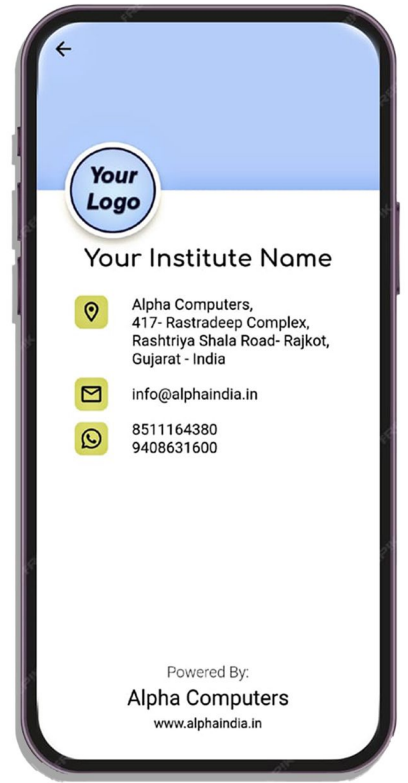 Your
Logo
Your Institute Name
Alpha Computers,
417- Rastradeep Complex,
Rashtriya Shala Road- Rajkot,
Gujarat - India
info@alphaindia.in
8511164380
9408631600
Powered By:
Alpha Computers
www.alphaindia.in